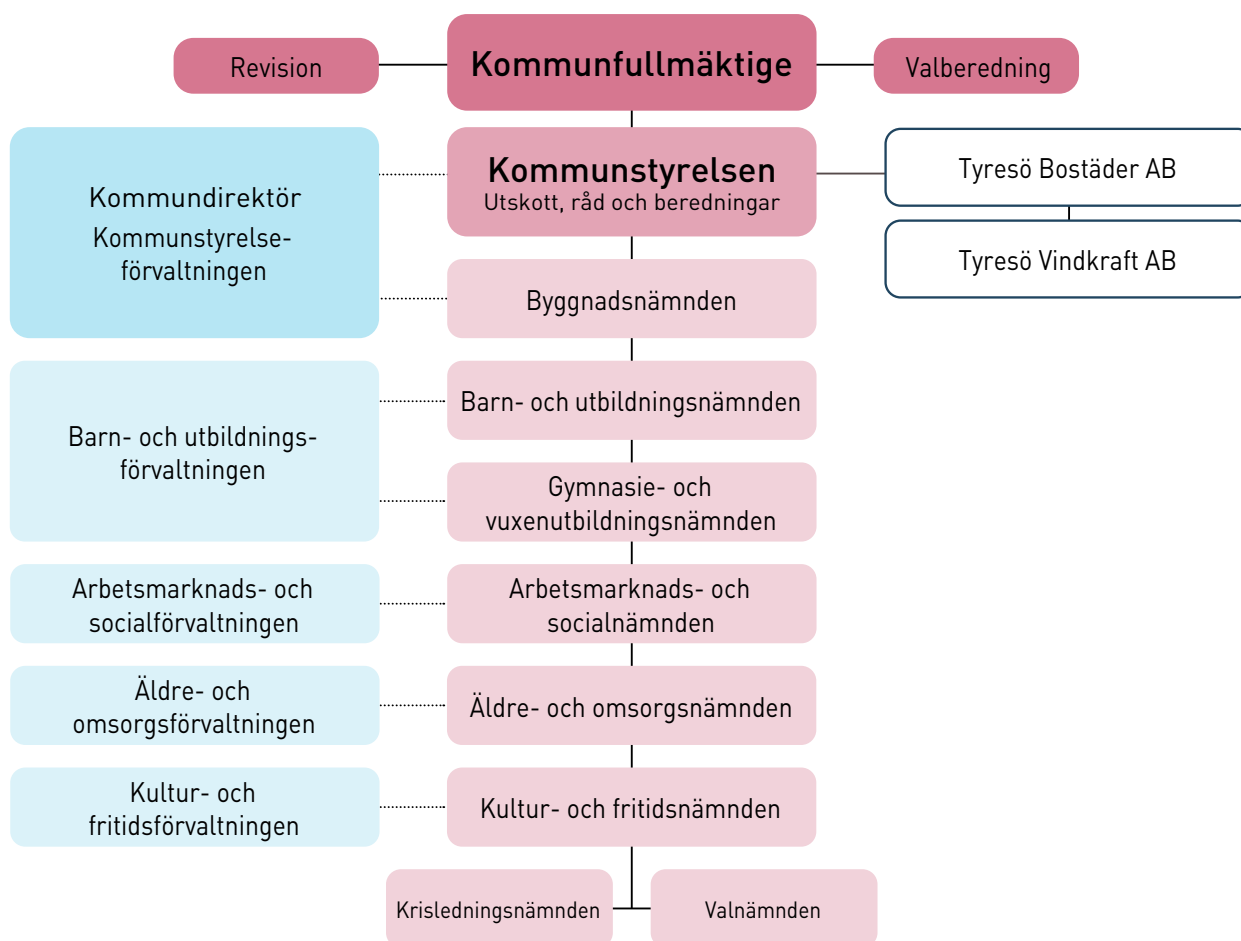 Revision
Kommunfullmäktige
Valberedning
Kommundirektör
Kommunstyrelse-
förvaltningen
Kommunstyrelsen
Utskott, råd och beredningar
Tyresö Bostäder AB
Tyresö Vindkraft AB
Byggnadsnämnden
Barn- och utbildnings-
förvaltningen
Barn- och utbildningsnämnden
Gymnasie- och
vuxenutbildningsnämnden
Arbetsmarknads- och
socialförvaltningen
Arbetsmarknads- och
socialnämnden
Äldre- och
omsorgsförvaltningen
Äldre- och omsorgsnämnden
Kultur- och
fritidsförvaltningen
Kultur- och fritidsnämnden
Krisledningsnämnden
Valnämnden